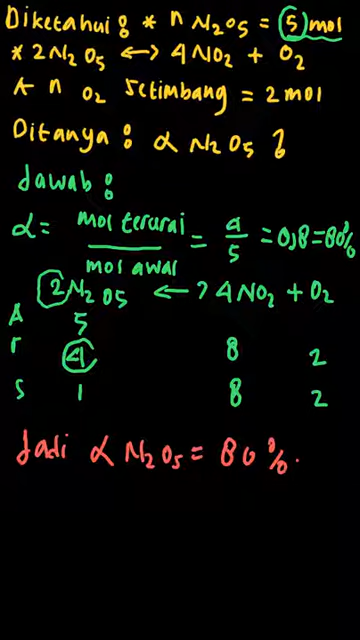 Diketahui : * n N₂O₅ = 5 mol
* 2N₂O₅ <-> 4NO₂ + O₂
* n O₂ setimbang = 2 mol
Ditanya : α N₂O₅ ?
Jawab :
α = mol terurai / mol awal = 4/5 = 0,8 = 80%
2N₂O₅ <-> 4NO₂ + O₂
A 5
r 4 8 2
S 1 8 2
Jadi α N₂O₅ = 80%.